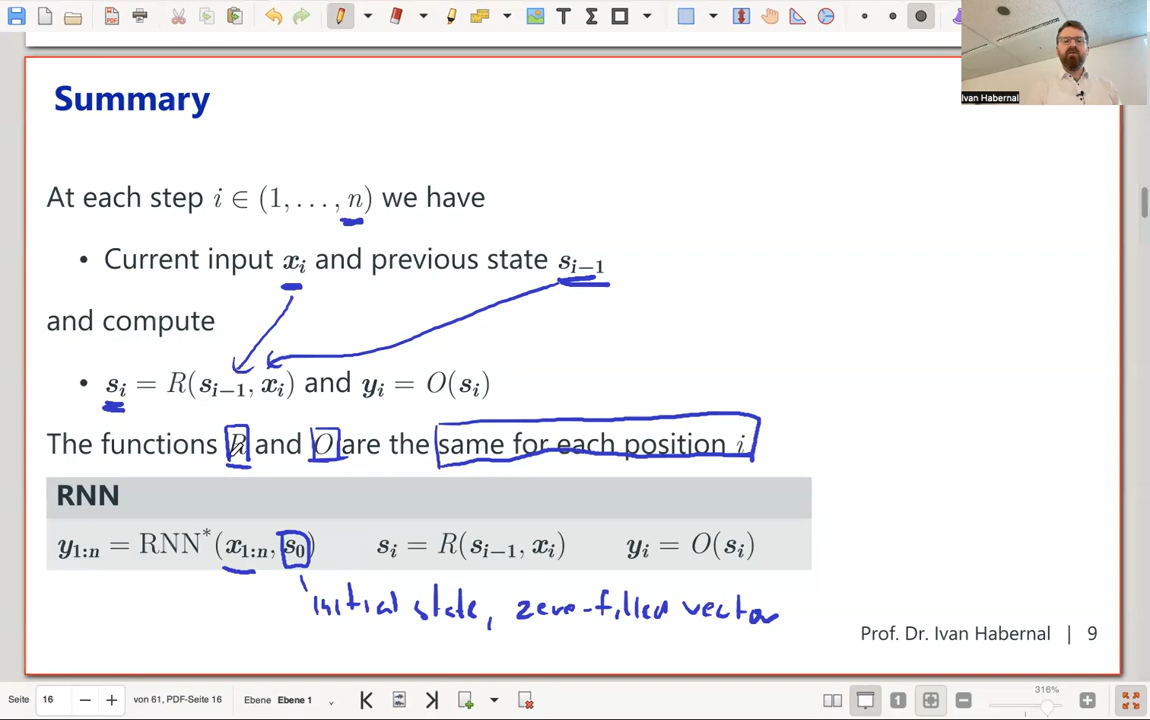 Ivan Habernal
Summary
At each step i ∈ (1, . . . , n) we have
• Current input xᵢ and previous state sᵢ₋₁
and compute
• sᵢ = R(sᵢ₋₁, xᵢ) and yᵢ = O(sᵢ)
The functions R and O are the same for each position i
RNN
y₁:ₙ = RNN*(x₁:ₙ, s₀) sᵢ = R(sᵢ₋₁, xᵢ) yᵢ = O(sᵢ)
initial state, zero-filled vector
Prof. Dr. Ivan Habernal | 9
Seite 16 von 61, PDF-Seite 16 Ebene Ebene 1 316%